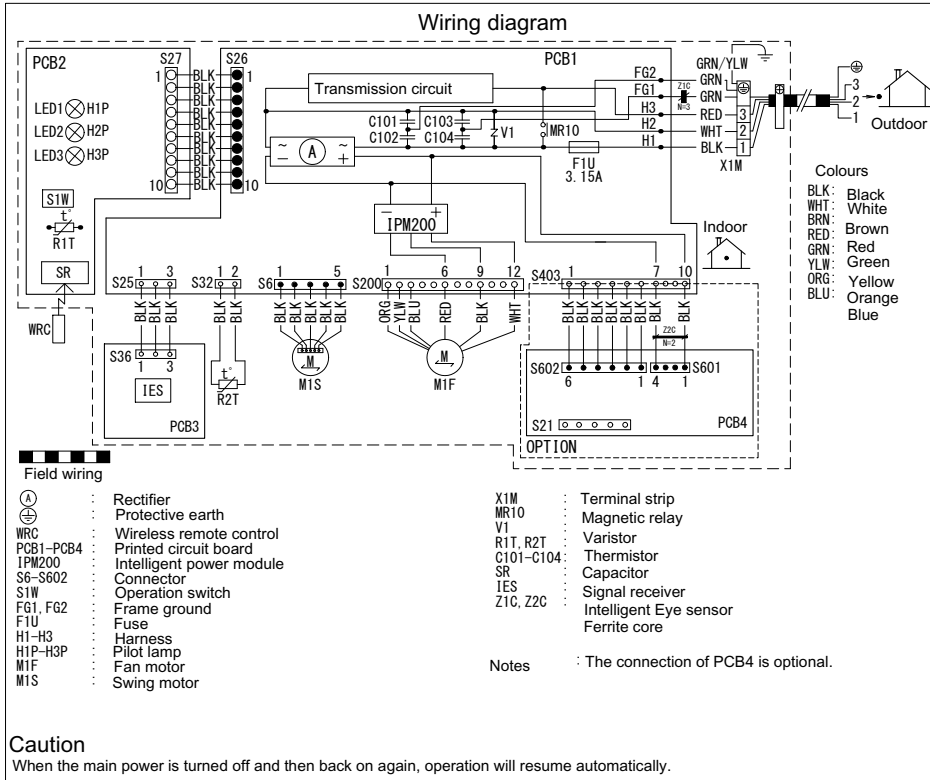 Wiring diagram
PCB2
S27
S26
PCB1
GRN/YLW
1 BLK 1
BLK
BLK
BLK
BLK
BLK
BLK
BLK
BLK
10 BLK 10
LED1 H1P
LED2 H2P
LED3 H3P
Transmission circuit
FG2 GRN
FG1 Z1C GRN
N=3
H3 RED 3
H2 WHT 2
H1 BLK 1
X1M
3
2
1
Outdoor
C101 C103
C102 C104
V1
MR10
~ A ~
- +
F1U
3.15A
S1W
t°
R1T
SR
WRC
- +
IPM200
Indoor
Colours
BLK: Black
WHT: White
BRN: Brown
RED: Red
GRN: Green
YLW: Yellow
ORG: Orange
BLU: Blue
S25 1 3
S32 1 2
S6 1 5
S200 1 6 9 12
S403 1 7 10
BLK BLK BLK
BLK BLK
BLK ORG BLK BLK BLK
ORG YLW BLU RED BLK WHT
BLK BLK BLK BLK BLK BLK BLK BLK
Z2C
N=2
S36 1 3
IES
PCB3
t°
R2T
M
M1S
M
M1F
S602 6 1
4 1 S601
S21
PCB4
OPTION
Field wiring
A : Rectifier
: Protective earth
WRC : Wireless remote control
PCB1-PCB4 : Printed circuit board
IPM200 : Intelligent power module
S6-S602 : Connector
S1W : Operation switch
FG1, FG2 : Frame ground
F1U : Fuse
H1-H3 : Harness
H1P-H3P : Pilot lamp
M1F : Fan motor
M1S : Swing motor
X1M : Terminal strip
MR10 : Magnetic relay
V1 : Varistor
R1T, R2T : Thermistor
C101-C104 : Capacitor
SR : Signal receiver
IES : Intelligent Eye sensor
Z1C, Z2C : Ferrite core
Notes : The connection of PCB4 is optional.
Caution
When the main power is turned off and then back on again, operation will resume automatically.